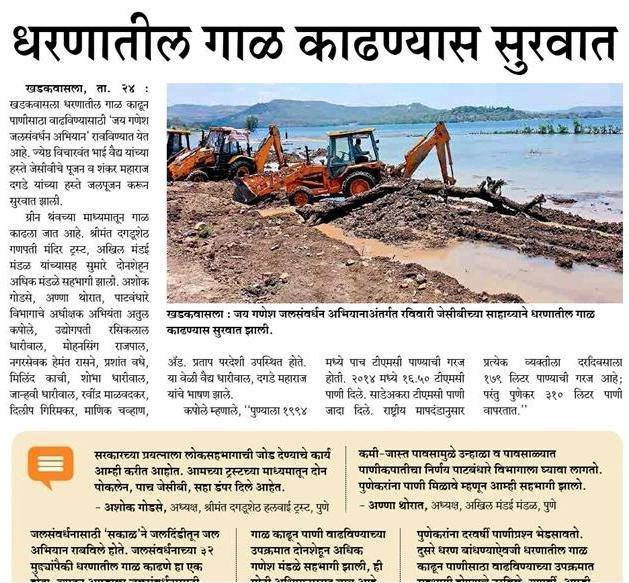 धरणातील गाळ काढण्यास सुरवात
खडकवासला, ता. २४ :
खडकवासला धरणातील गाळ काढून
पाणीसाठा वाढविण्यासाठी ‘जय गणेश
जलसंवर्धन अभियान’ राबविण्यात येत
आहे. ज्येष्ठ विचारवंत भाई वैद्य यांच्या
हस्ते जेसीबीचे पूजन व शंकर महाराज
दगडे यांच्या हस्ते जलपूजन करून
सुरवात झाली.
ग्रीन थंबच्या माध्यमातून गाळ
काढला जात आहे. श्रीमंत दगडूशेठ
गणपती मंदिर ट्रस्ट, अखिल मंडई
मंडळ यांच्यासह सुमारे दोनशेहून
अधिक मंडळे सहभागी झाली. अशोक
गोडसे, अण्णा थोरात, पाटबंधारे
विभागाचे अधीक्षक अभियंता अतुल
कपोले, उद्योगपती रसिकलाल
धारीवाल, मोहनसिंग राजपाल,
नगरसेवक हेमंत रासने, प्रशांत वधे,
मिलिंद काची, शोभा धारीवाल,
जान्हवी धारीवाल, रवींद्र माळवदकर,
दिलीप गिरिमकर, माणिक चव्हाण,
खडकवासला : जय गणेश जलसंवर्धन अभियानाअंतर्गत रविवारी जेसीबीच्या साहाय्याने धरणातील गाळ
काढण्यास सुरवात झाली.
अॅड. प्रताप परदेशी उपस्थित होते.
या वेळी वैद्य धारीवाल, दगडे महाराज
यांचे भाषण झाले.
कपोले म्हणाले, ‘‘पुण्याला १९९४
मध्ये पाच टीएमसी पाण्याची गरज
होती. २०१४ मध्ये १६.५० टीएमसी
पाणी दिले. साडेअकरा टीएमसी पाणी
जादा दिले. राष्ट्रीय मापदंडानुसार
प्रत्येक व्यक्तीला दरदिवसाला
१७९ लिटर पाण्याची गरज आहे;
परंतु पुणेकर ३१० लिटर पाणी
वापरतात.’’
सरकारच्या प्रयत्नाला लोकसहभागाची जोड देण्याचे कार्य
आम्ही करीत आहोत. आमच्या ट्रस्टच्या माध्यमातून दोन
पोकलेन, पाच जेसीबी, सहा डंपर दिले आहेत.
- अशोक गोडसे, अध्यक्ष, श्रीमंत दगडूशेठ हलवाई ट्रस्ट, पुणे
कमी-जास्त पावसामुळे उन्हाळा व पावसाळ्यात
पाणीकपातीचा निर्णय पाटबंधारे विभागाला घ्यावा लागतो.
पुणेकरांना पाणी मिळावे म्हणून आम्ही सहभागी झालो.
- अण्णा थोरात, अध्यक्ष, अखिल मंडई मंडळ, पुणे
जलसंवर्धनासाठी ‘सकाळ’ने जलदिंडीतून जल
अभियान राबविले होते. जलसंवर्धनाच्या ३२
मुद्द्यांपैकी धरणातील गाळ काढणे हा एक
गाळ काढून पाणी वाढविण्याच्या
उपक्रमात दोनशेहून अधिक
गणेश मंडळे सहभागी झाली, ही
पुणेकरांना दरवर्षी पाणीप्रश्न भेडसावतो.
दुसरे धरण बांधण्याऐवजी धरणातील गाळ
काढून पाणीसाठा वाढविण्याच्या उपक्रमात